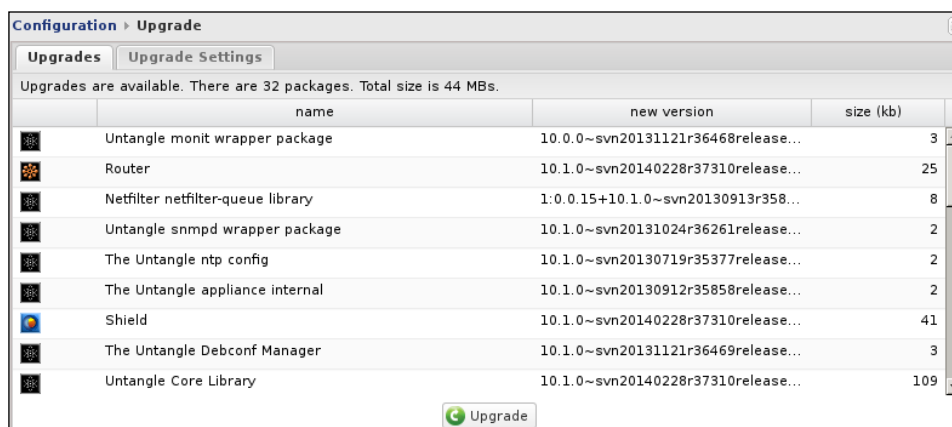 Configuration ▸ Upgrade
Upgrades Upgrade Settings
Upgrades are available. There are 32 packages. Total size is 44 MBs.
name new version size (kb)
Untangle monit wrapper package 10.0.0~svn20131121r36468release... 3
Router 10.1.0~svn20140228r37310release... 25
Netfilter netfilter-queue library 1:0.0.15+10.1.0~svn20130913r358... 8
Untangle snmpd wrapper package 10.1.0~svn20131024r36261release... 2
The Untangle ntp config 10.1.0~svn20130719r35377release... 2
The Untangle appliance internal 10.1.0~svn20130912r35858release... 2
Shield 10.1.0~svn20140228r37310release... 41
The Untangle Debconf Manager 10.1.0~svn20131121r36469release... 3
Untangle Core Library 10.1.0~svn20140228r37310release... 109
Upgrade